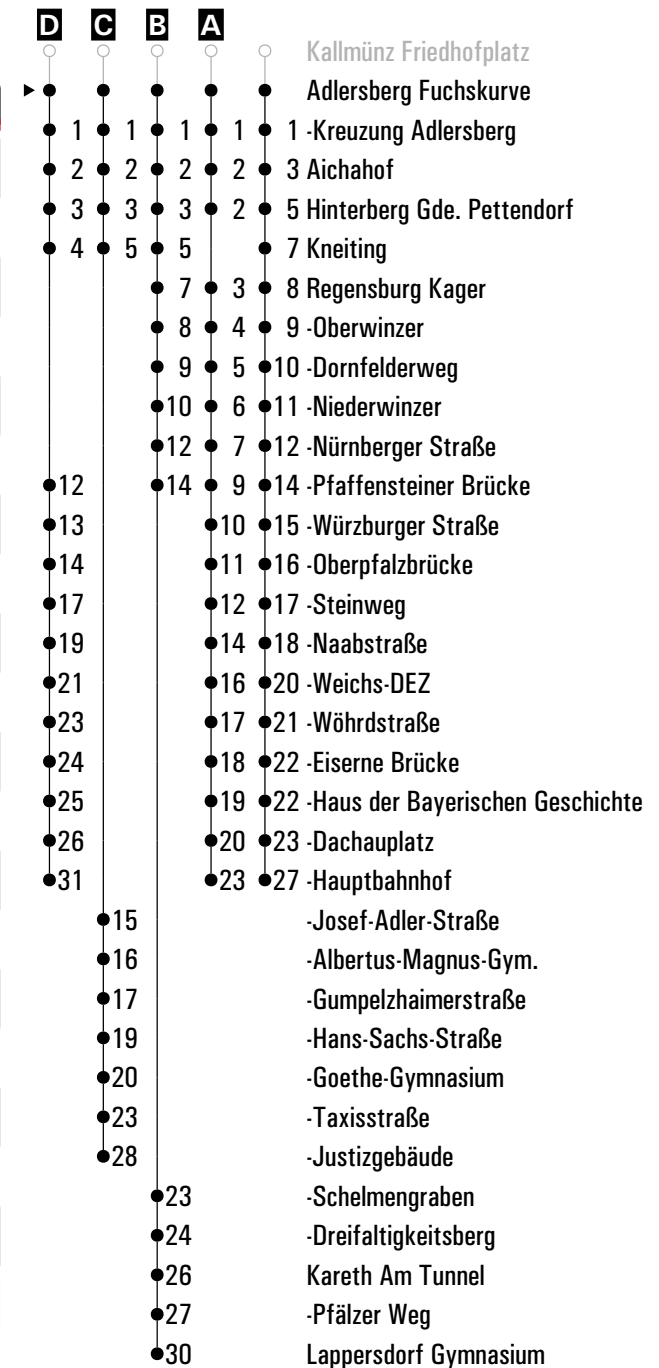 D C B A
Kallmünz Friedhofplatz
Adlersberg Fuchskurve
1 1 1 1 1 -Kreuzung Adlersberg
2 2 2 2 3 Aichahof
3 3 3 2 5 Hinterberg Gde. Pettendorf
4 5 5 7 Kneiting
7 3 8 Regensburg Kager
8 4 9 -Oberwinzer
9 5 10 -Dornfelderweg
10 6 11 -Niederwinzer
12 7 12 -Nürnberger Straße
12 14 9 14 -Pfaffensteiner Brücke
13 10 15 -Würzburger Straße
14 11 16 -Oberpfalzbrücke
17 12 17 -Steinweg
19 14 18 -Naabstraße
21 16 20 -Weichs-DEZ
23 17 21 -Wöhrdstraße
24 18 22 -Eiserne Brücke
25 19 22 -Haus der Bayerischen Geschichte
26 20 23 -Dachauplatz
31 23 27 -Hauptbahnhof
15 -Josef-Adler-Straße
16 -Albertus-Magnus-Gym.
17 -Gumpelzhaimerstraße
19 -Hans-Sachs-Straße
20 -Goethe-Gymnasium
23 -Taxisstraße
28 -Justizgebäude
23 -Schelmengraben
24 -Dreifaltigkeitsberg
26 Kareth Am Tunnel
27 -Pfälzer Weg
30 Lappersdorf Gymnasium